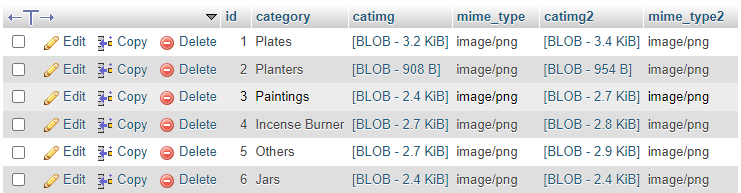 id category catimg mime_type catimg2 mime_type2
Edit Copy Delete 1 Plates [BLOB - 3.2 KiB] image/png [BLOB - 3.4 KiB] image/png
Edit Copy Delete 2 Planters [BLOB - 908 B] image/png [BLOB - 954 B] image/png
Edit Copy Delete 3 Paintings [BLOB - 2.4 KiB] image/png [BLOB - 2.7 KiB] image/png
Edit Copy Delete 4 Incense Burner [BLOB - 2.7 KiB] image/png [BLOB - 2.8 KiB] image/png
Edit Copy Delete 5 Others [BLOB - 2.7 KiB] image/png [BLOB - 2.9 KiB] image/png
Edit Copy Delete 6 Jars [BLOB - 2.4 KiB] image/png [BLOB - 2.4 KiB] image/png